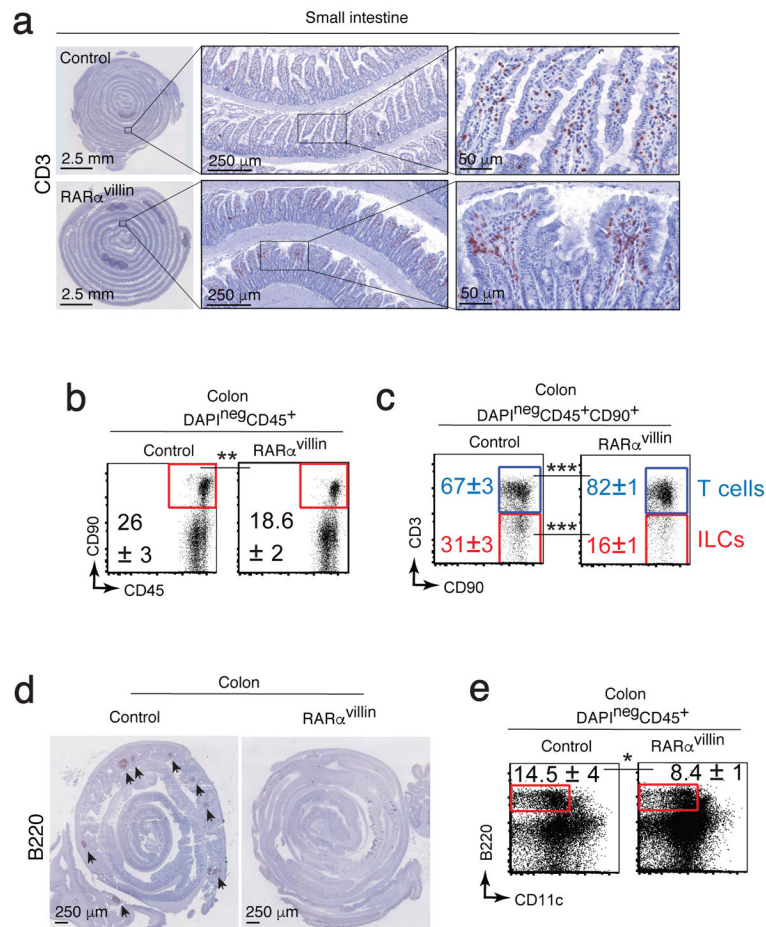 a
Small intestine
CD3
Control
2.5 mm
250 µm
50 µm
RARα villin
2.5 mm
250 µm
50 µm
b
Colon
DAPI neg CD45+
Control
**
RARα villin
CD90
26
± 3
18.6
± 2
CD45
c
Colon
DAPI neg CD45+CD90+
Control
RARα villin
***
CD3
67±3
82±1
T cells
***
31±3
16±1
ILCs
CD90
d
Colon
Control
RARα villin
B220
250 µm
250 µm
e
Colon
DAPI neg CD45+
Control
*
RARα villin
14.5 ± 4
8.4 ± 1
B220
CD11c